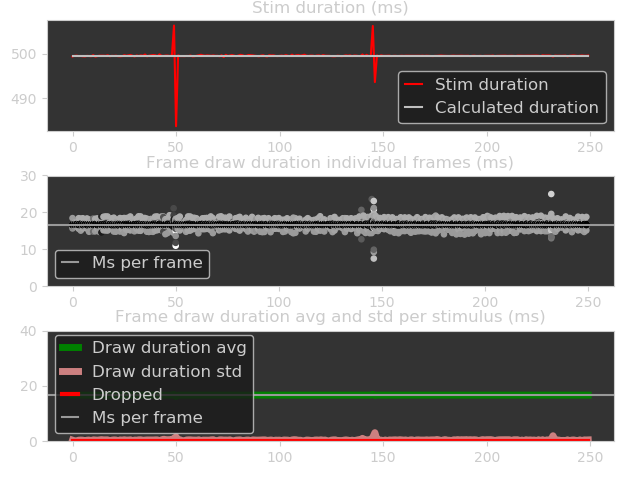 Stim duration (ms)
500
490
Stim duration
Calculated duration
0 50 100 150 200 250
Frame draw duration individual frames (ms)
30
20
10
0
Ms per frame
0 50 100 150 200 250
Frame draw duration avg and std per stimulus (ms)
40
20
0
Draw duration avg
Draw duration std
Dropped
Ms per frame
0 50 100 150 200 250